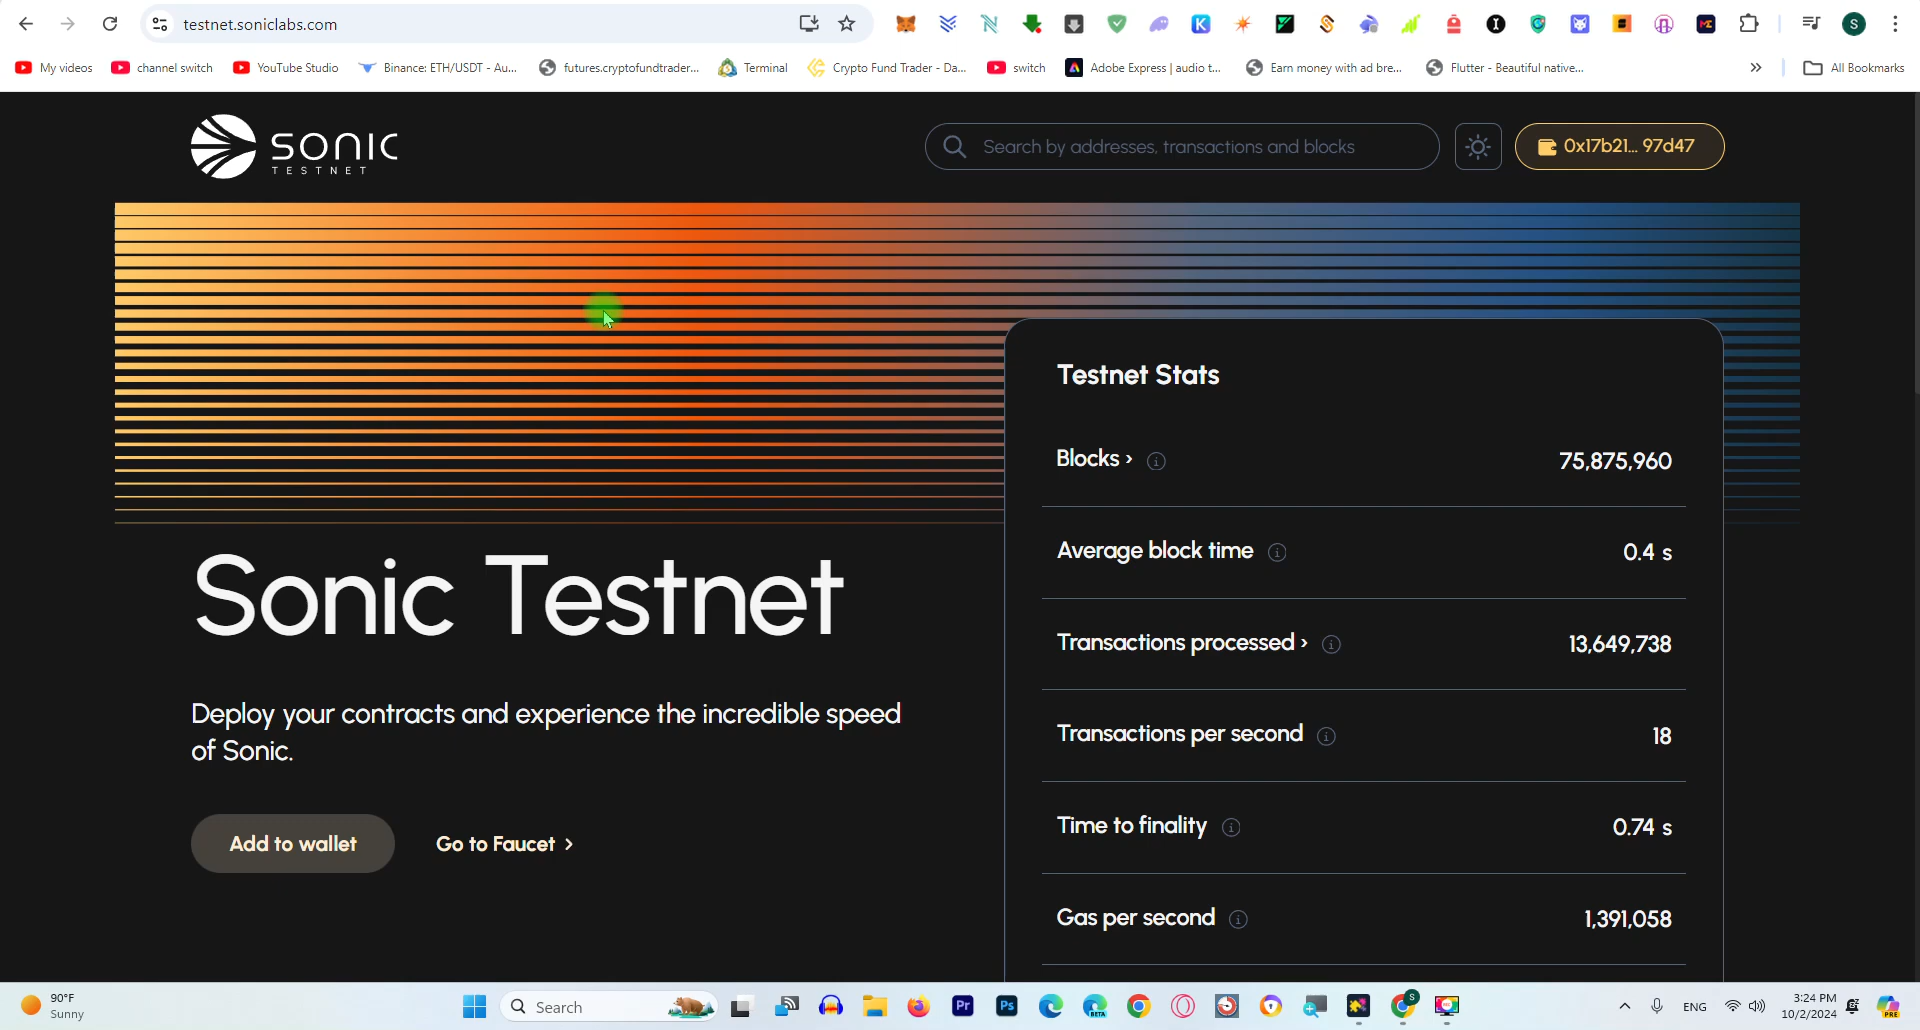 testnet.soniclabs.com
My videos
channel switch
YouTube Studio
Binance: ETH/USDT - Au...
futures.cryptofundtrader...
Terminal
Crypto Fund Trader - Da...
switch
Adobe Express | audio t...
Earn money with ad bre...
Flutter - Beautiful native...
All Bookmarks
SONIC
TESTNET
Search by addresses, transactions and blocks
0x17b21... 97d47
Testnet Stats
Blocks › 75,875,960
Average block time 0.4 s
Transactions processed › 13,649,738
Transactions per second 18
Time to finality 0.74 s
Gas per second 1,391,058
Sonic Testnet
Deploy your contracts and experience the incredible speed
of Sonic.
Add to wallet
Go to Faucet ›
90°F
Sunny
Search
Pr
Ps
BETA
ENG
3:24 PM
10/2/2024
PRE